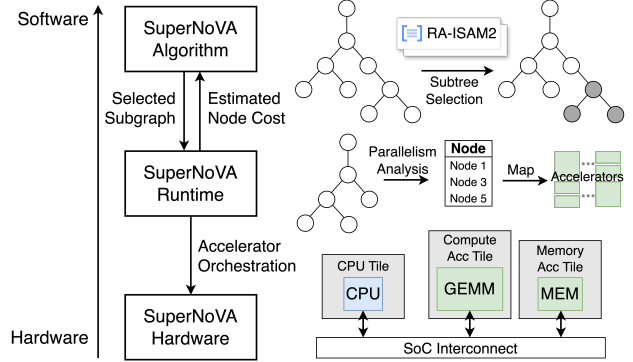 Software
SuperNoVA
Algorithm
Selected
Subgraph
Estimated
Node Cost
SuperNoVA
Runtime
Accelerator
Orchestration
SuperNoVA
Hardware
Hardware
RA-ISAM2
Subtree
Selection
Parallelism
Analysis
Node
Node 1
Node 3
Node 5
Map
Accelerators
CPU Tile
CPU
Compute
Acc Tile
GEMM
Memory
Acc Tile
MEM
SoC Interconnect